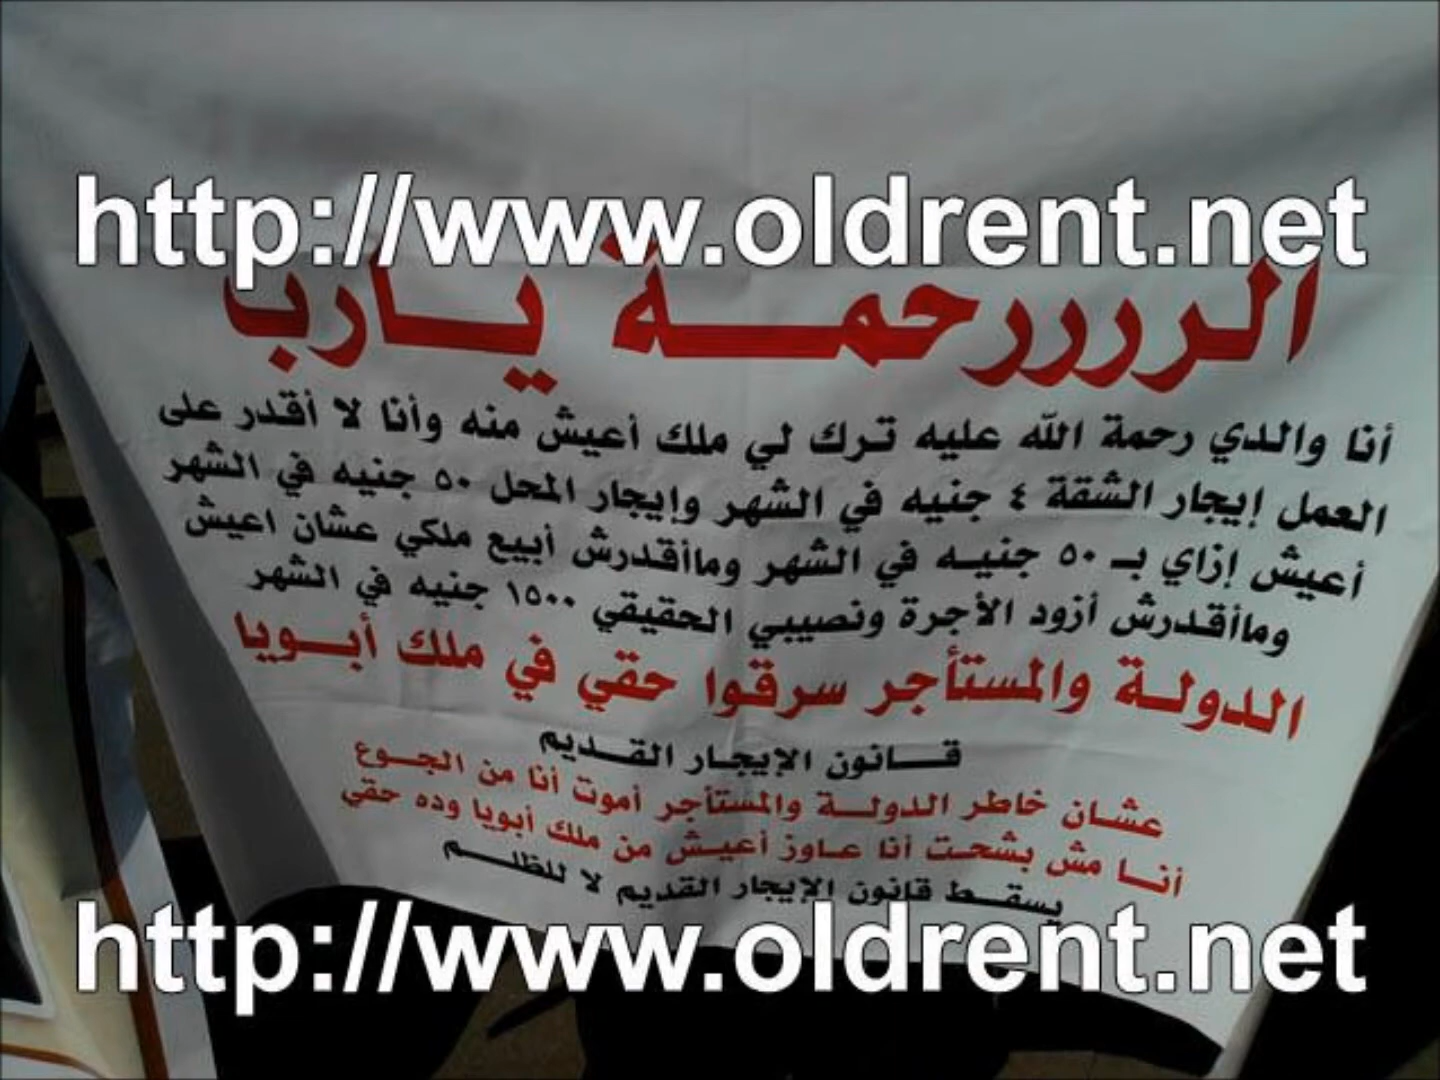 http://www.oldrent.net
الررررحمة يارب
أنا والدي رحمة الله عليه ترك لي ملك أعيش منه وأنا لا أقدر على
العمل إيجار الشقة ٤ جنيه في الشهر وإيجار المحل ٥٠ جنيه في الشهر
أعيش إزاي بـ ٥٠ جنيه في الشهر وماأقدرش أبيع ملكي عشان اعيش
وماأقدرش أزود الأجرة ونصيبي الحقيقي ١٥٠٠ جنيه في الشهر
الدولة والمستأجر سرقوا حقي في ملك أبويا
قانون الإيجار القديم
عشان خاطر الدولة والمستأجر أموت أنا من الجوع
أنا مش بشحت أنا عاوز أعيش من ملك أبويا وده حقي
يسقط قانون الإيجار القديم لا للظلم
http://www.oldrent.net